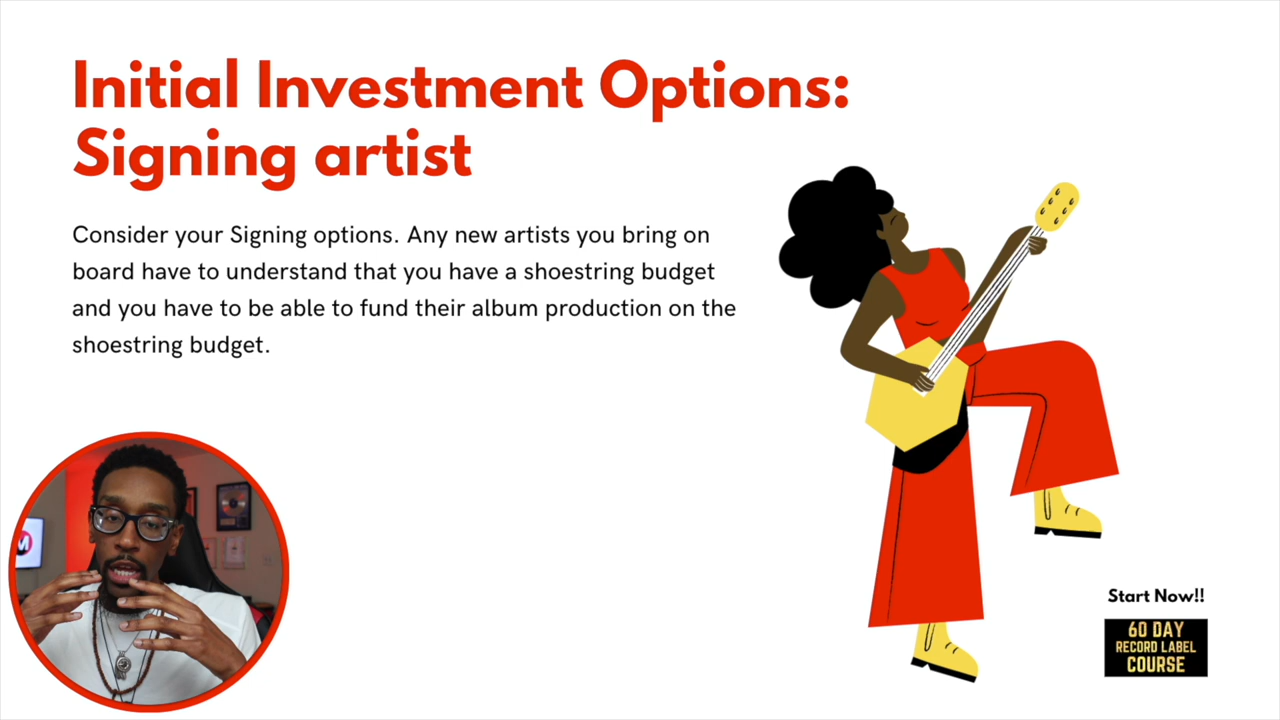 Initial Investment Options:
Signing artist
Consider your Signing options. Any new artists you bring on
board have to understand that you have a shoestring budget
and you have to be able to fund their album production on the
shoestring budget.
M
Start Now!!
60 DAY
RECORD LABEL
COURSE